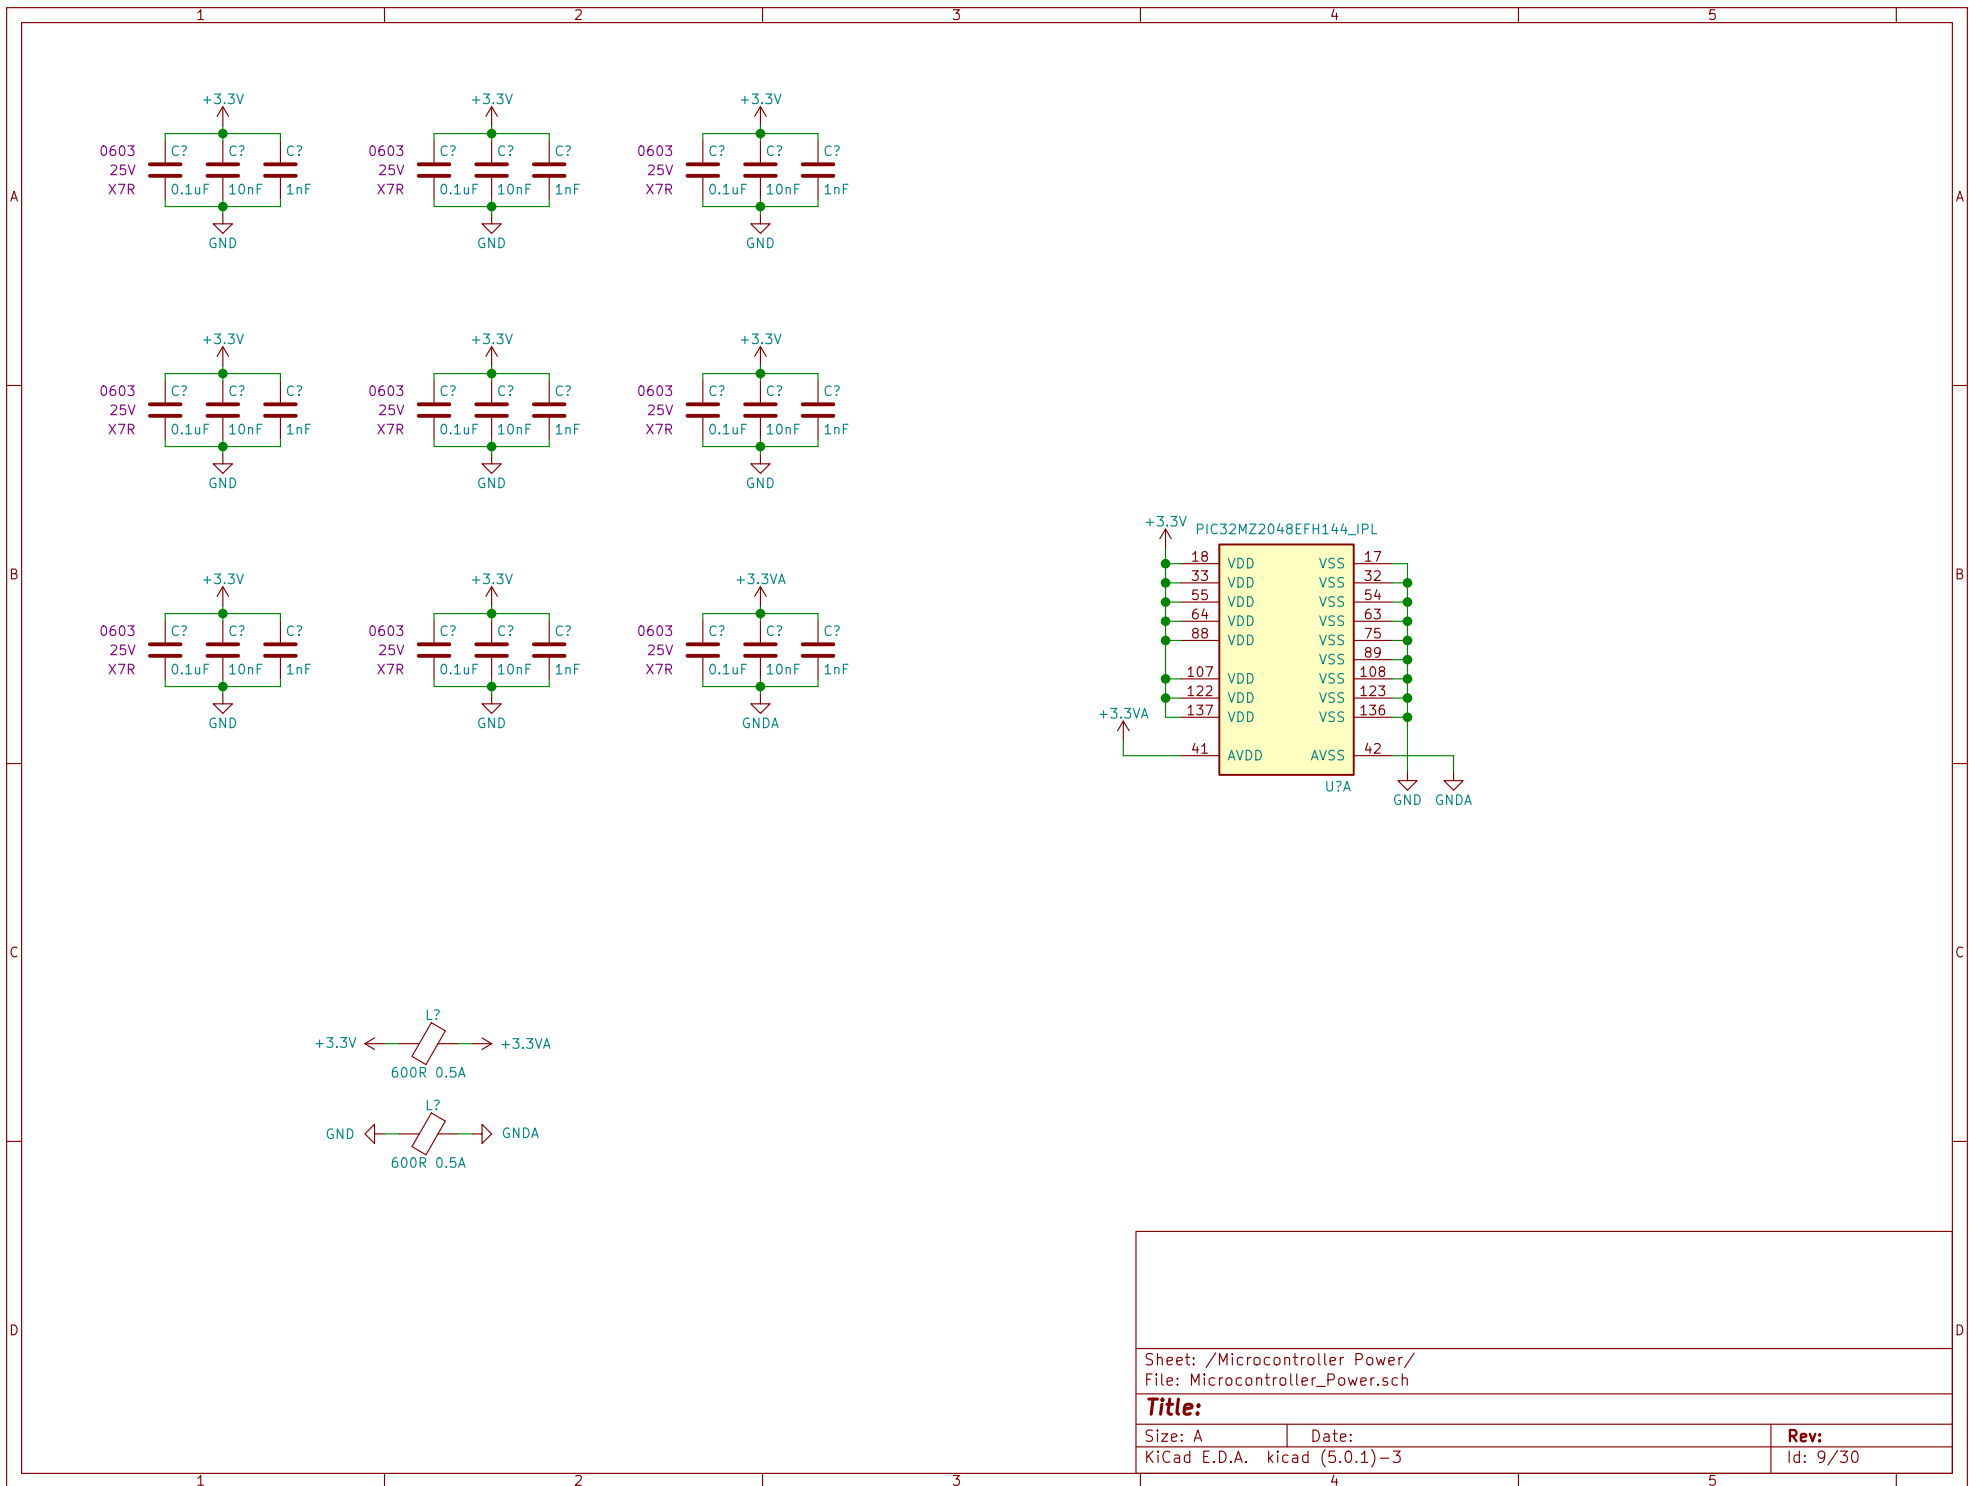 1 2 3 4 5
+3.3V +3.3V +3.3V
0603 C? C? C? 0603 C? C? C? 0603 C? C? C?
25V 25V 25V
X7R 0.1uF 10nF 1nF X7R 0.1uF 10nF 1nF X7R 0.1uF 10nF 1nF
A A
GND GND GND
+3.3V +3.3V +3.3V
0603 C? C? C? 0603 C? C? C? 0603 C? C? C?
25V 25V 25V
X7R 0.1uF 10nF 1nF X7R 0.1uF 10nF 1nF X7R 0.1uF 10nF 1nF
GND GND GND
+3.3V +3.3V +3.3VA
0603 C? C? C? 0603 C? C? C? 0603 C? C? C?
25V 25V 25V
X7R 0.1uF 10nF 1nF X7R 0.1uF 10nF 1nF X7R 0.1uF 10nF 1nF
GND GND GNDA
+3.3V PIC32MZ2048EFH144_IPL
18 VDD VSS 17
B B
33 VDD VSS 32
55 VDD VSS 54
64 VDD VSS 63
88 VDD VSS 75
VSS 89
107 VDD VSS 108
122 VDD VSS 123
137 VDD VSS 136
+3.3VA
41 AVDD AVSS 42
U?A
GND GNDA
C C
L?
+3.3V +3.3VA
600R 0.5A
L?
GND GNDA
600R 0.5A
D D
Sheet: /Microcontroller Power/
File: Microcontroller_Power.sch
Title:
Size: A Date: Rev:
KiCad E.D.A. kicad (5.0.1)-3 Id: 9/30
1 2 3 4 5